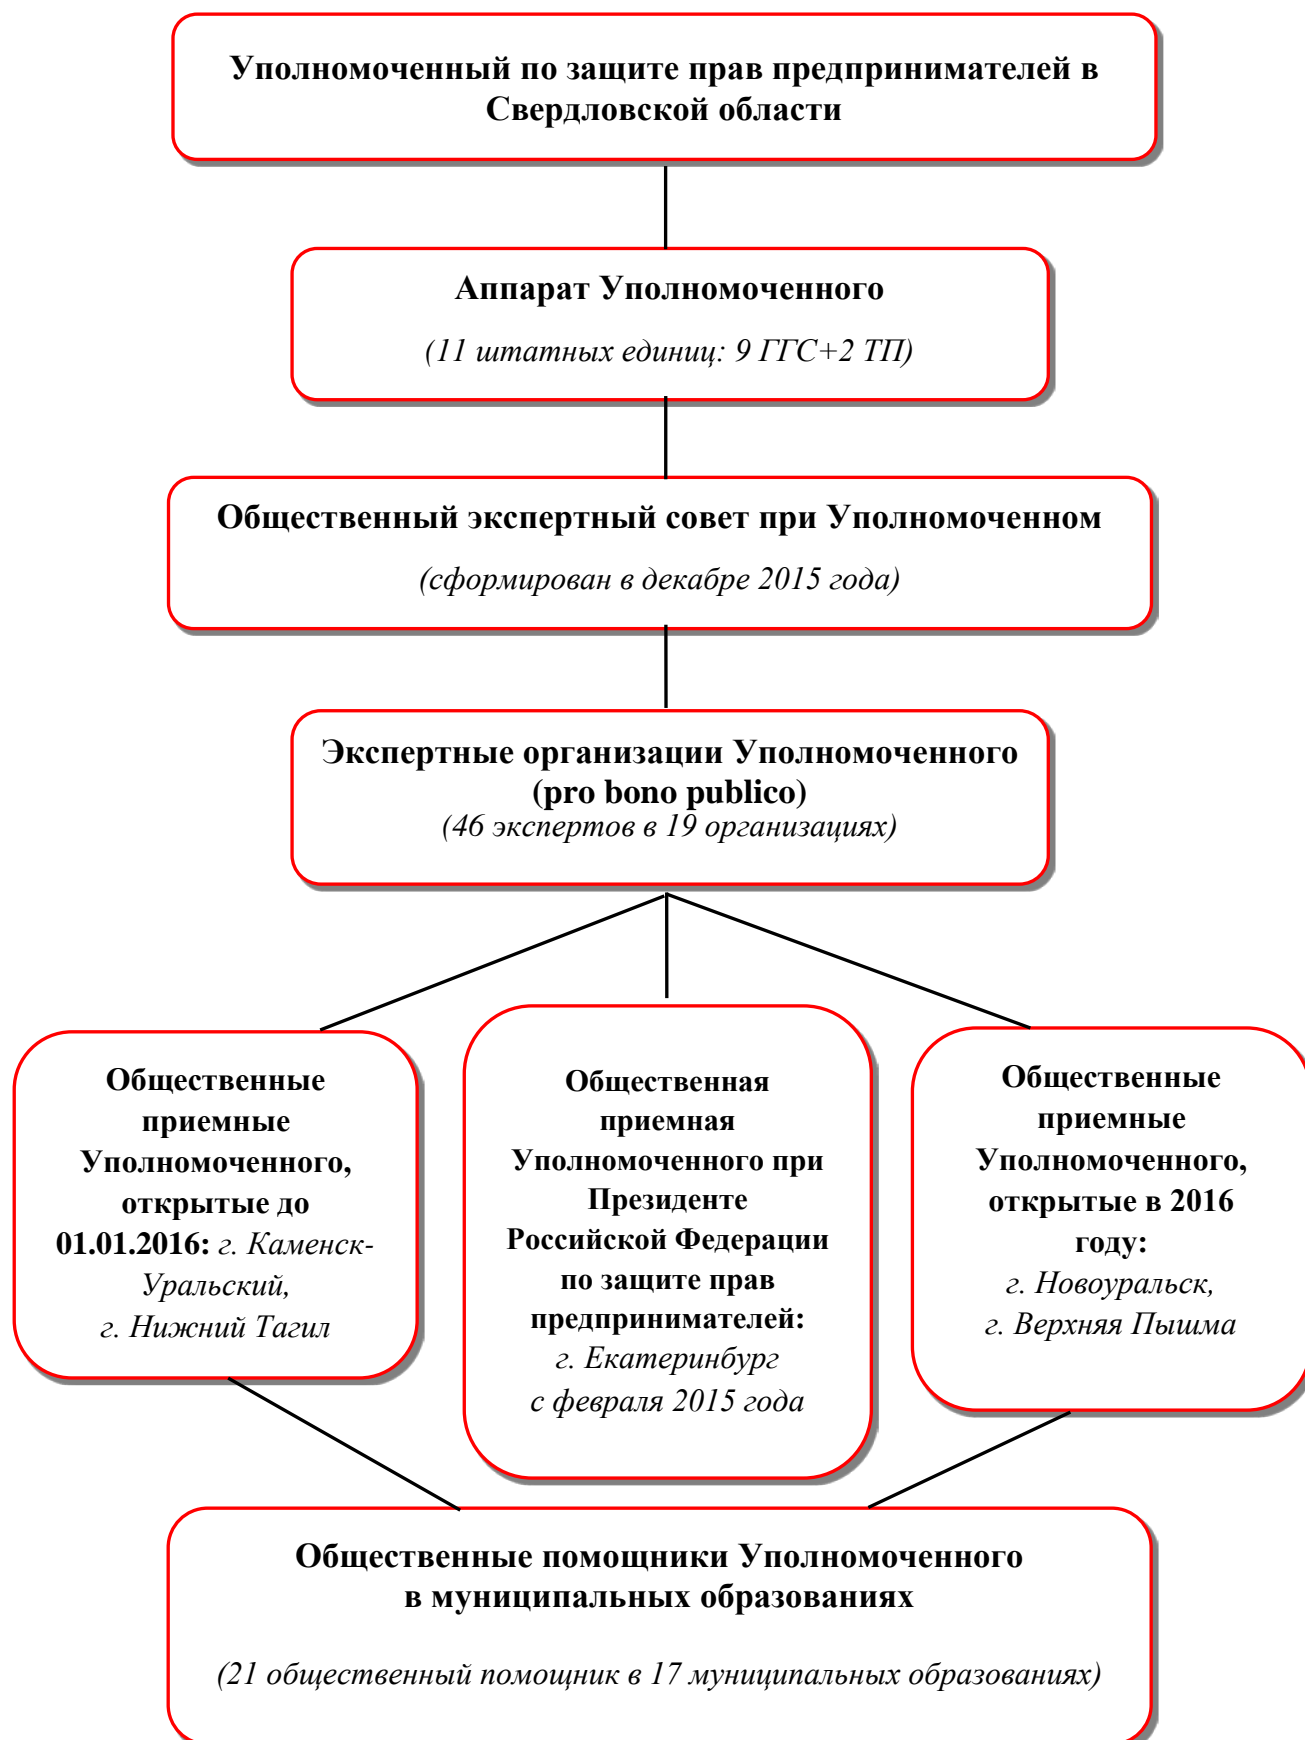 Уполномоченный по защите прав предпринимателей в
Свердловской области
Аппарат Уполномоченного
(11 штатных единиц: 9 ГГС+2 ТП)
Общественный экспертный совет при Уполномоченном
(сформирован в декабре 2015 года)
Экспертные организации Уполномоченного
(pro bono publico)
(46 экспертов в 19 организациях)
Общественные
приемные
Уполномоченного,
открытые до
01.01.2016: г. Каменск-
Уральский,
г. Нижний Тагил
Общественная
приемная
Уполномоченного при
Президенте
Российской Федерации
по защите прав
предпринимателей:
г. Екатеринбург
с февраля 2015 года
Общественные
приемные
Уполномоченного,
открытые в 2016
году:
г. Новоуральск,
г. Верхняя Пышма
Общественные помощники Уполномоченного
в муниципальных образованиях
(21 общественный помощник в 17 муниципальных образованиях)